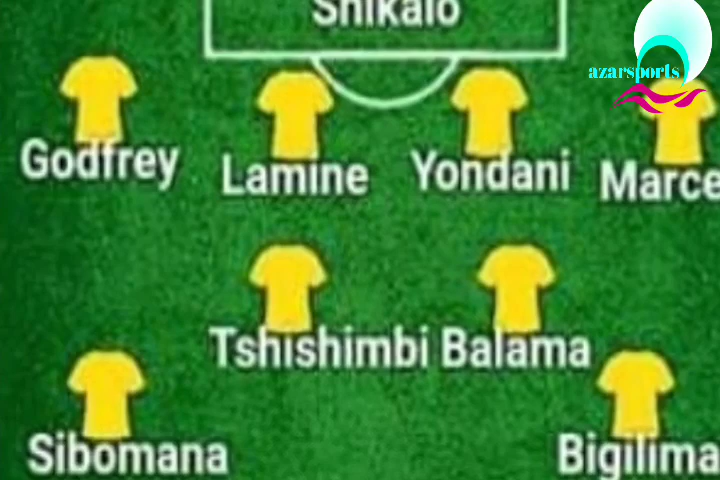 Shikalo
azarsports
Godfrey Lamine Yondani Marce
Tshishimbi Balama
Sibomana Bigilima